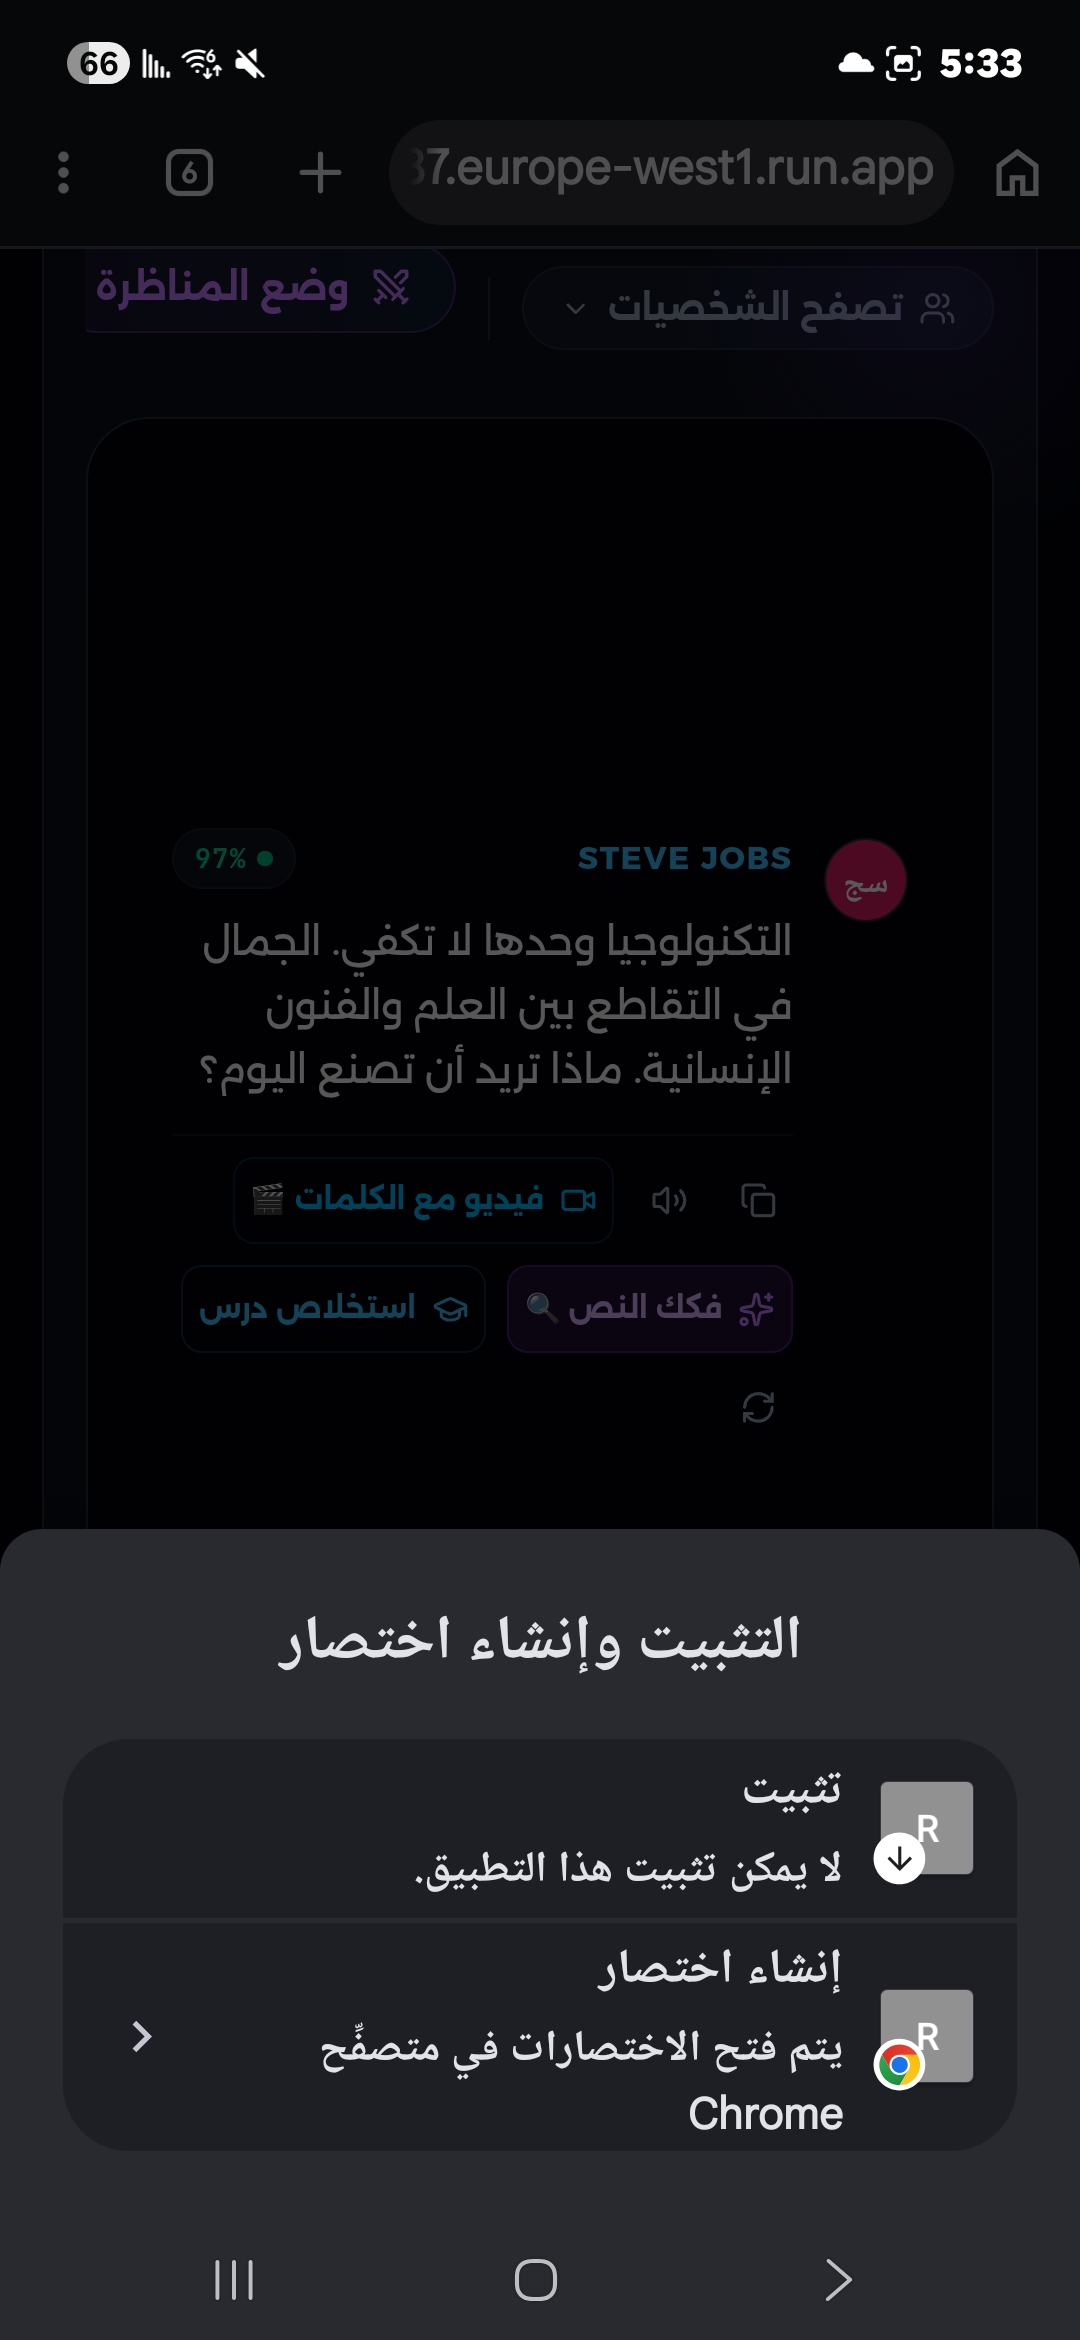 66
5:33
6
37.europe-west1.run.app
تصفح الشخصيات
وضع المناظرة
سج
STEVE JOBS
97%
التكنولوجيا وحدها لا تكفي. الجمال
في التقاطع بين العلم والفنون
الإنسانية. ماذا تريد أن تصنع اليوم؟
فيديو مع الكلمات 🎬
فكك النص 🔍
استخلاص درس
التثبيت وإنشاء اختصار
R
تثبيت
لا يمكن تثبيت هذا التطبيق.
R
إنشاء اختصار
يتم فتح الاختصارات في متصفِّح
Chrome